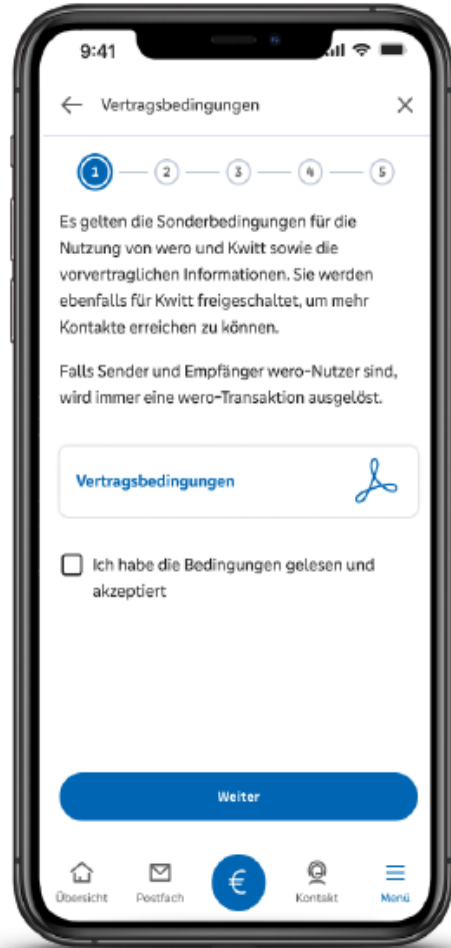 9:41
Vertragsbedingungen
1 2 3 4 5
Es gelten die Sonderbedingungen für die
Nutzung von wero und Kwitt sowie die
vorvertraglichen Informationen. Sie werden
ebenfalls für Kwitt freigeschaltet, um mehr
Kontakte erreichen zu können.
Falls Sender und Empfänger wero-Nutzer sind,
wird immer eine wero-Transaktion ausgelöst.
Vertragsbedingungen
Ich habe die Bedingungen gelesen und
akzeptiert
Weiter
€
Übersicht Postfach Kontakt Menü